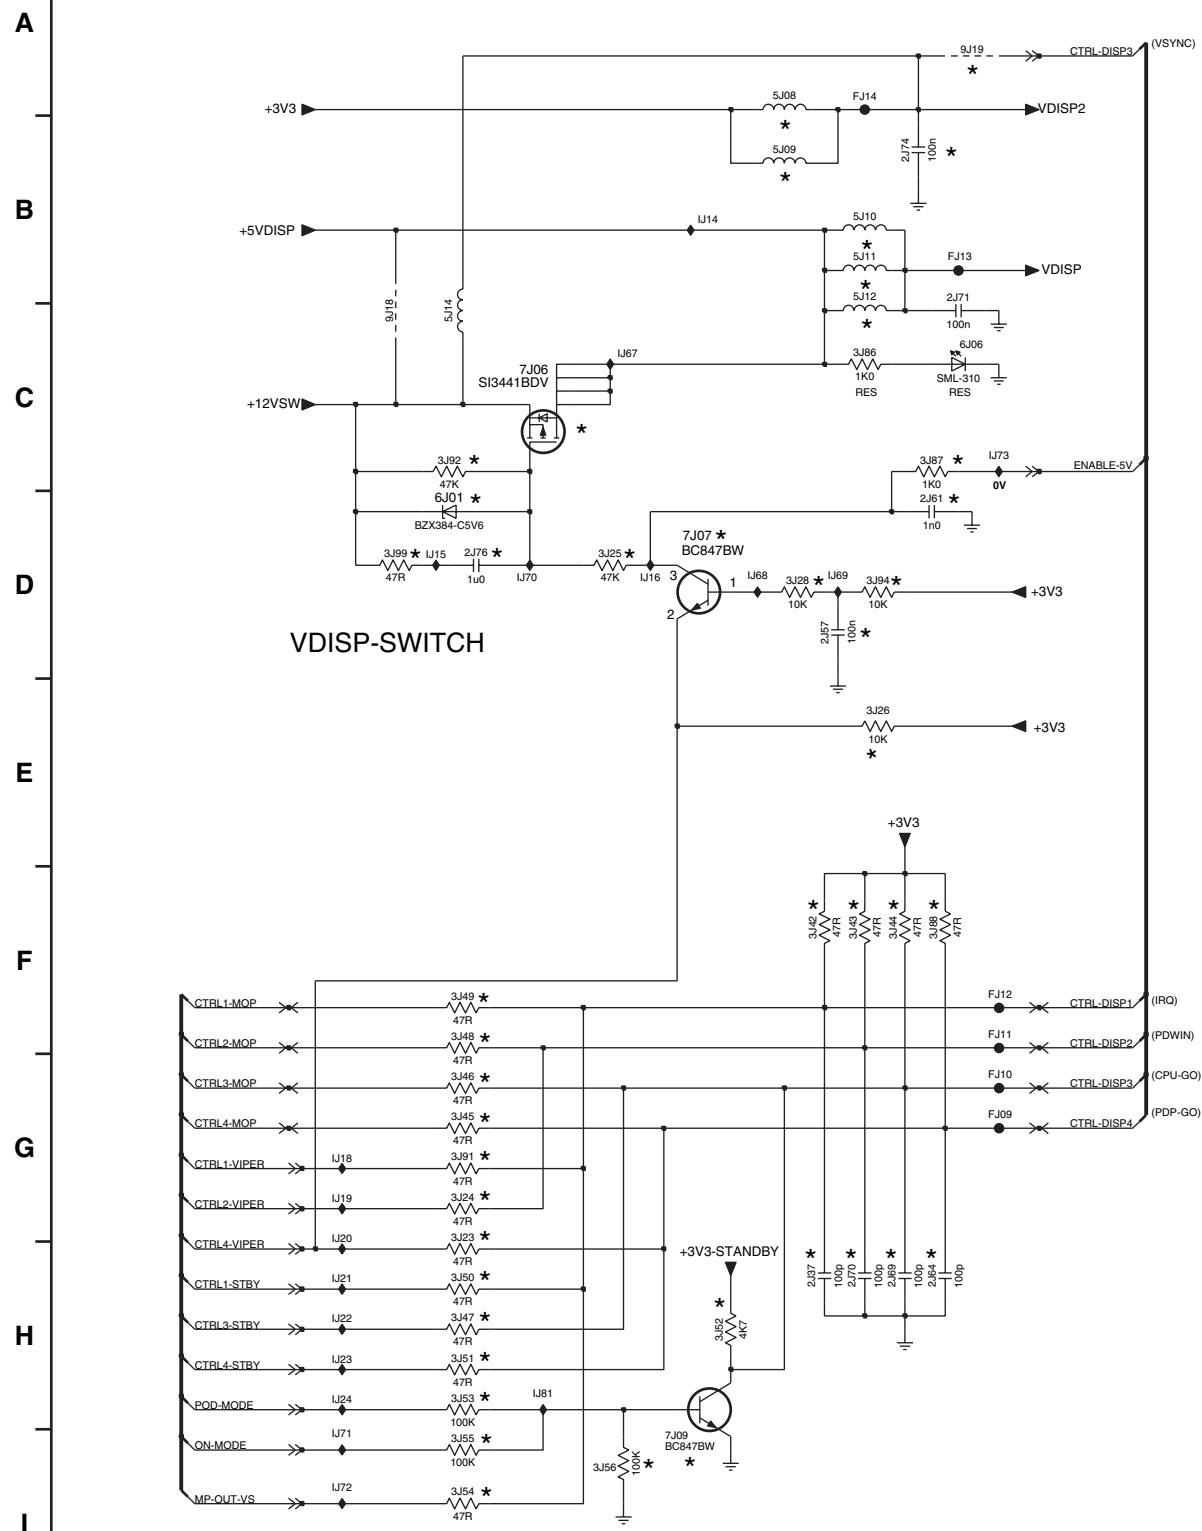 A
9J19
*
CTRL-DISP3
(VSYNC)
+3V3
5J08
*
FJ14
VDISP2
5J09
*
2J74
100n
*
B
+5VDISP
IJ14
5J10
*
5J11
*
FJ13
VDISP
9J18
5J14
5J12
*
2J71
100n
7J06
SI3441BDV
IJ67
3J86
1K0
RES
6J06
SML-310
RES
C
+12VSW
*
3J92 *
47K
3J87 *
1K0
IJ73
0V
ENABLE-5V
6J01 *
BZX384-C5V6
2J61 *
1n0
7J07 *
BC847BW
3J99 *
47R
IJ15
2J76 *
1u0
IJ70
3J25 *
47K
IJ16
3
1
2
IJ68
3J28 *
10K
IJ69
3J94 *
10K
+3V3
D
2J57
100n
*
VDISP-SWITCH
3J26
10K
*
+3V3
E
+3V3
* 3J42
47R
* 3J43
47R
* 3J44
47R
* 3J88
47R
F
CTRL1-MOP
3J49 *
47R
FJ12
CTRL-DISP1
(IRQ)
CTRL2-MOP
3J48 *
47R
FJ11
CTRL-DISP2
(PDWIN)
CTRL3-MOP
3J46 *
47R
FJ10
CTRL-DISP3
(CPU-GO)
CTRL4-MOP
3J45 *
47R
FJ09
CTRL-DISP4
(PDP-GO)
G
CTRL1-VIPER
IJ18
3J91 *
47R
CTRL2-VIPER
IJ19
3J24 *
47R
CTRL4-VIPER
IJ20
3J23 *
47R
+3V3-STANDBY
* 2J37
100p
* 2J70
100p
* 2J69
100p
* 2J64
100p
CTRL1-STBY
IJ21
3J50 *
47R
H
CTRL3-STBY
IJ22
3J47 *
47R
* 3J52
4K7
CTRL4-STBY
IJ23
3J51 *
47R
POD-MODE
IJ24
3J53 *
100K
IJ81
ON-MODE
IJ71
3J55 *
100K
7J09
BC847BW
*
3J56
100K
*
MP-OUT-VS
IJ72
3J54 *
47R
I